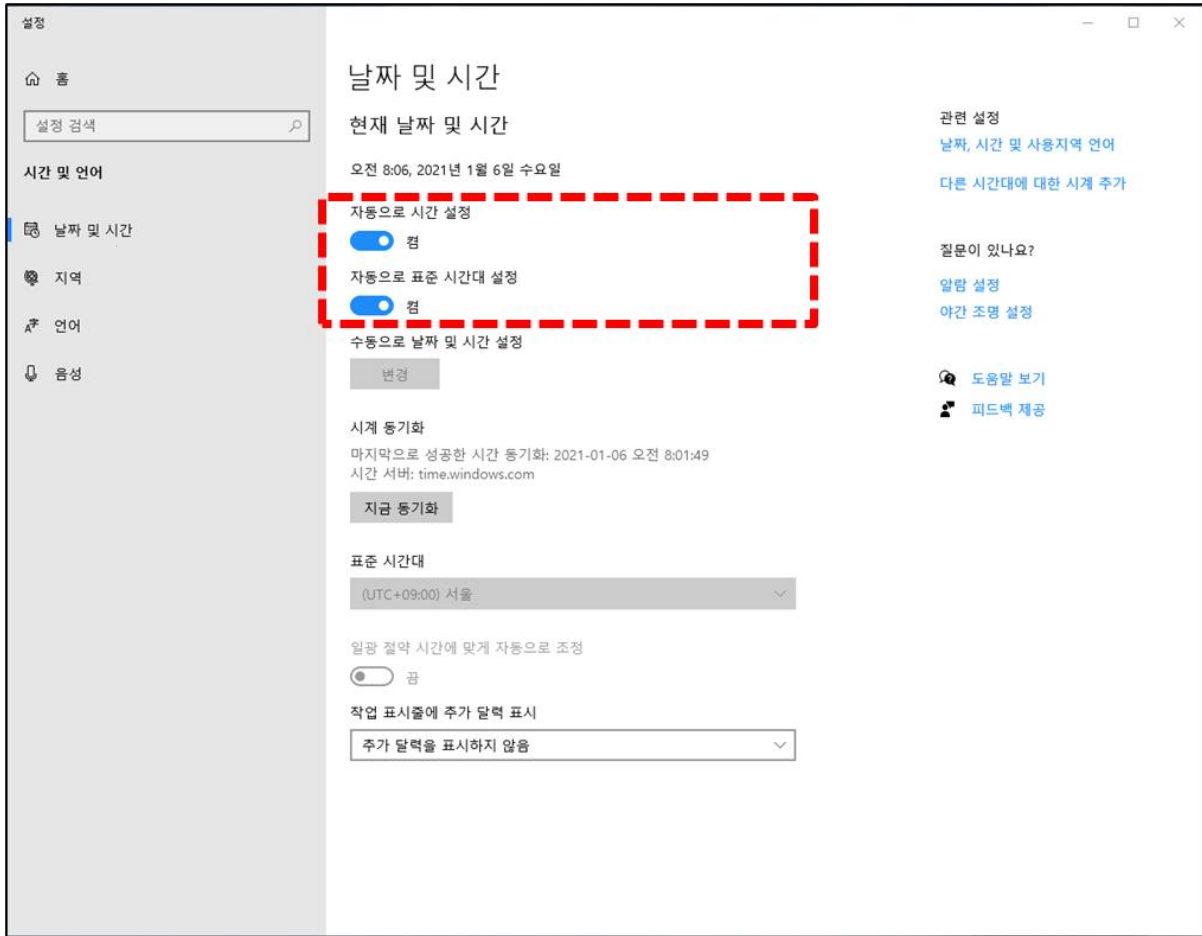 설정
홈
설정 검색
시간 및 언어
날짜 및 시간
지역
언어
음성
날짜 및 시간
현재 날짜 및 시간
오전 8:06, 2021년 1월 6일 수요일
자동으로 시간 설정
켬
자동으로 표준 시간대 설정
켬
수동으로 날짜 및 시간 설정
변경
시계 동기화
마지막으로 성공한 시간 동기화: 2021-01-06 오전 8:01:49
시간 서버: time.windows.com
지금 동기화
표준 시간대
(UTC+09:00) 서울
일광 절약 시간에 맞게 자동으로 조정
끔
작업 표시줄에 추가 달력 표시
추가 달력을 표시하지 않음
관련 설정
날짜, 시간 및 사용지역 언어
다른 시간대에 대한 시계 추가
질문이 있나요?
알람 설정
야간 조명 설정
도움말 보기
피드백 제공